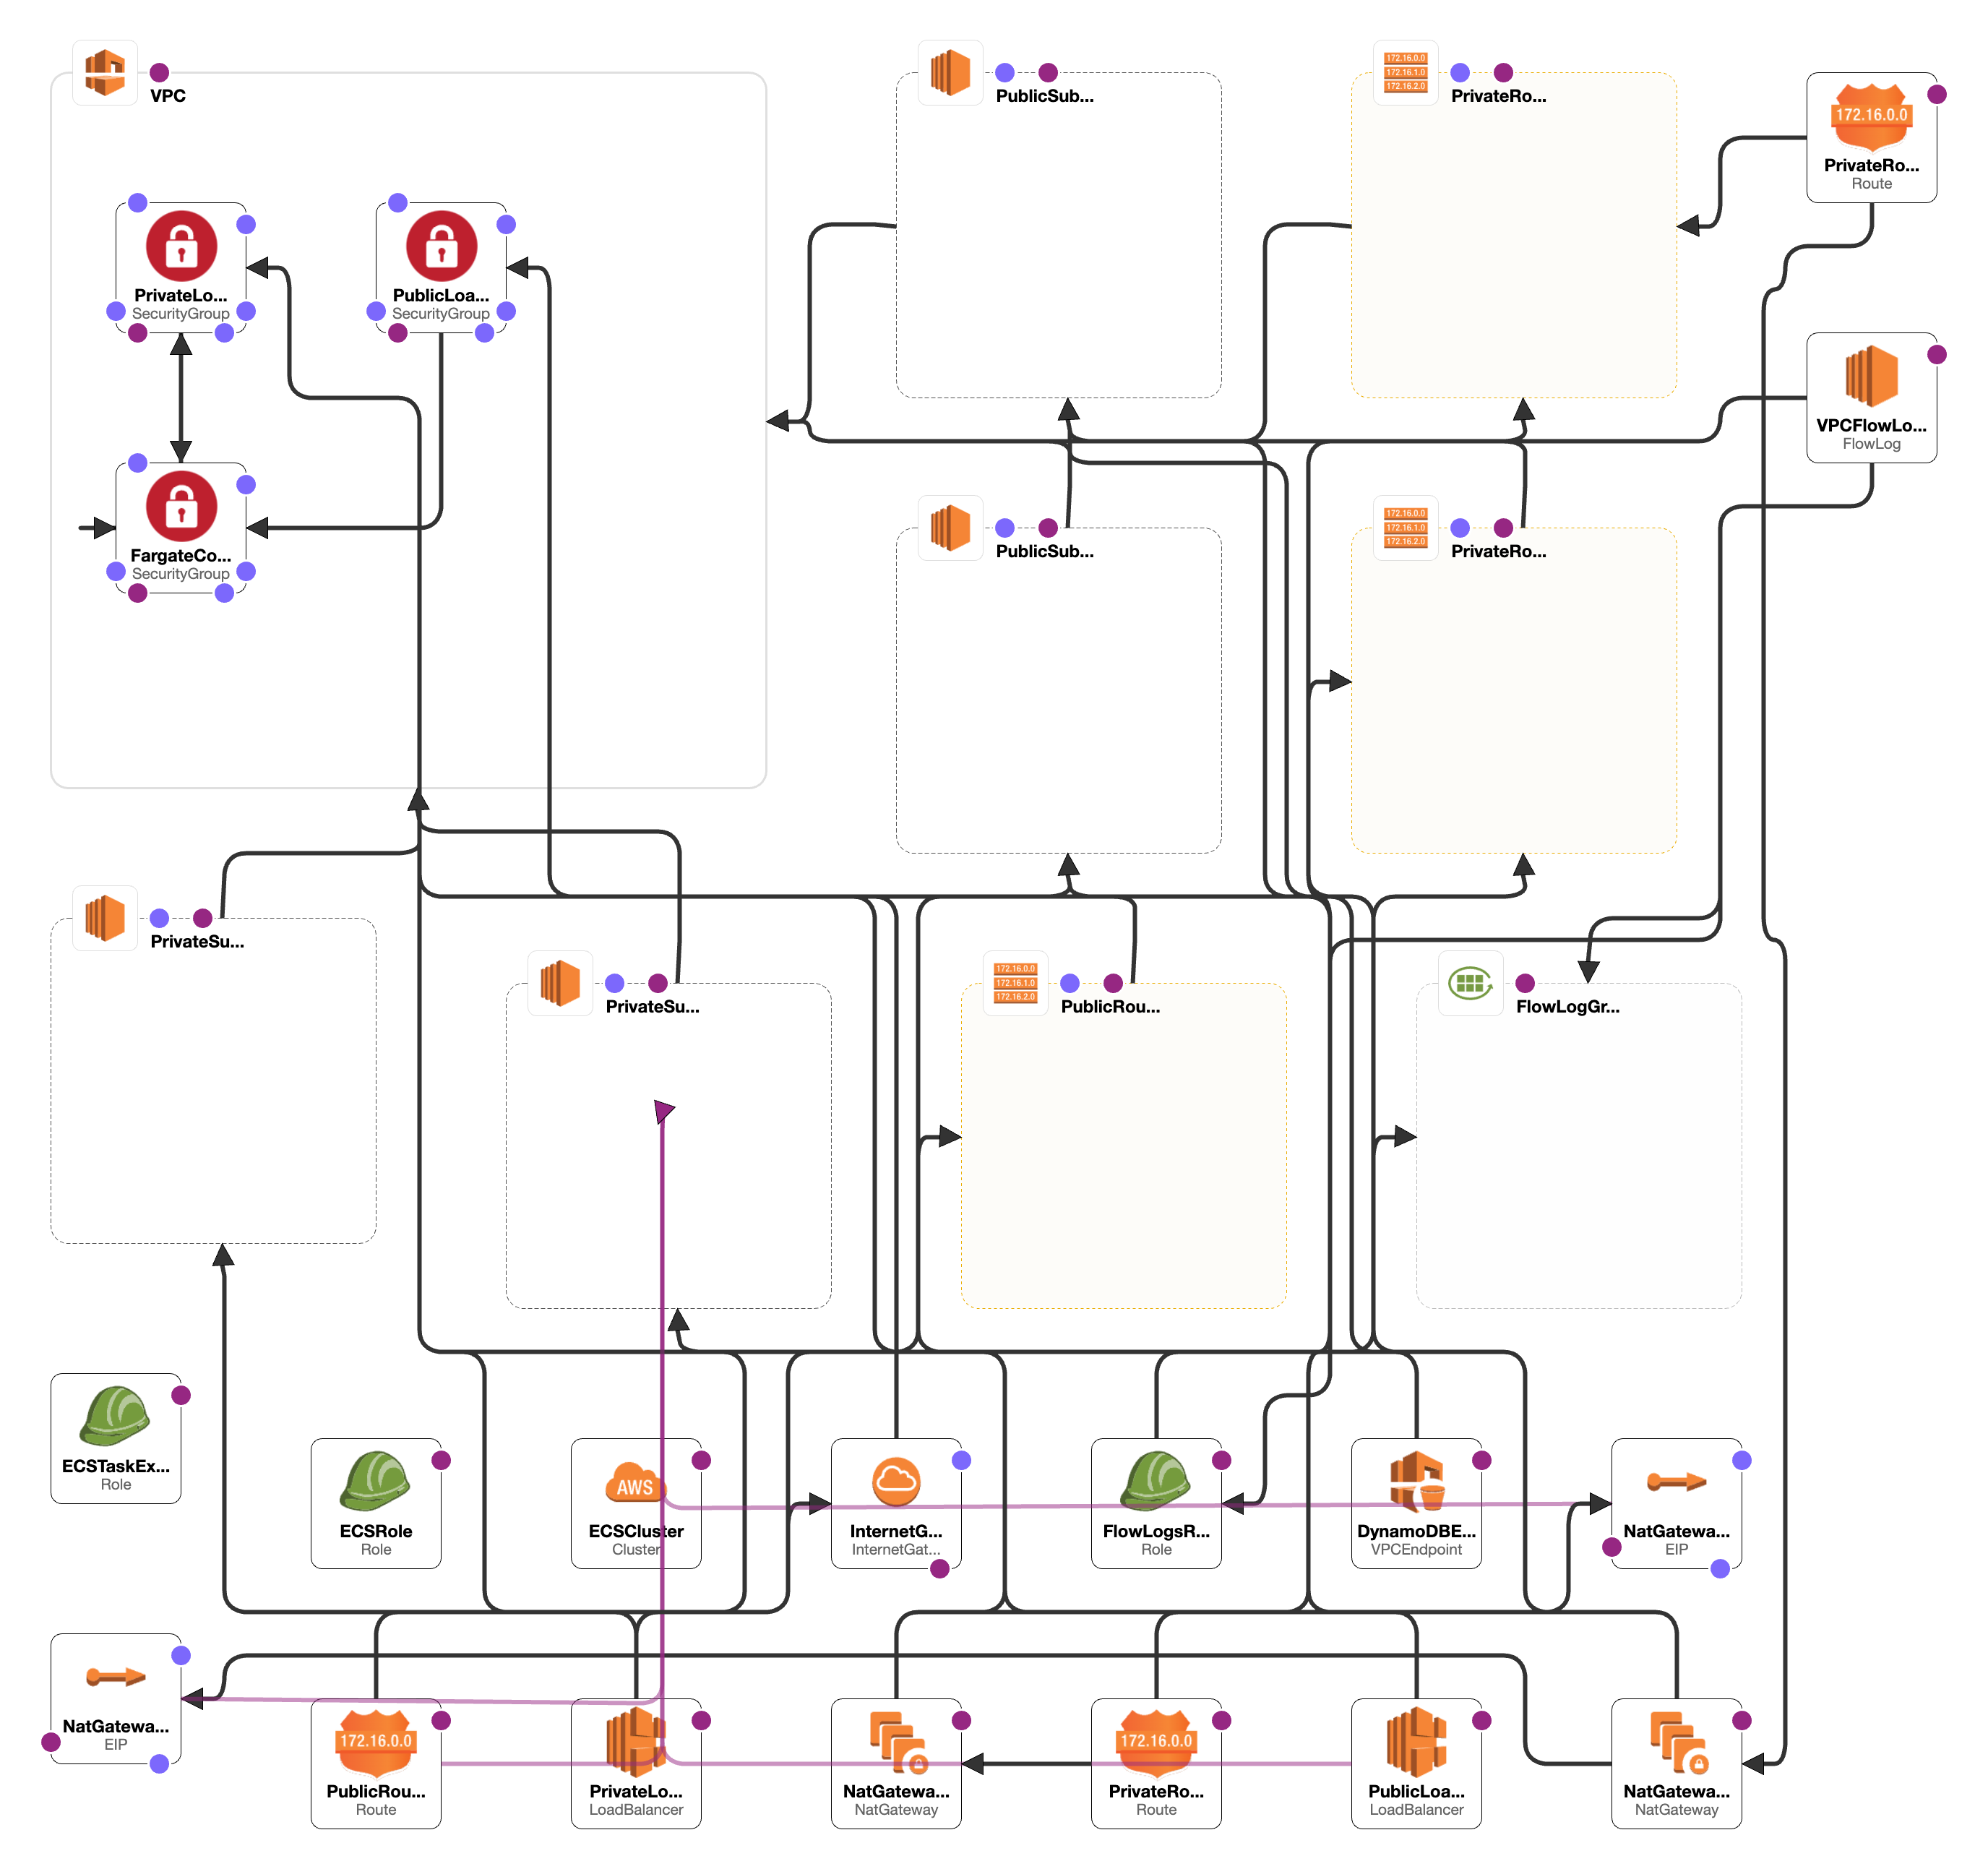 VPC
PublicSub...
172.16.0.0
172.16.1.0
172.16.2.0
PrivateRo...
172.16.0.0
PrivateRo...
Route
PrivateLo...
SecurityGroup
PublicLoa...
SecurityGroup
VPCFlowLo...
FlowLog
FargateCo...
SecurityGroup
PublicSub...
172.16.0.0
172.16.1.0
172.16.2.0
PrivateRo...
PrivateSu...
PrivateSu...
172.16.0.0
172.16.1.0
172.16.2.0
PublicRou...
FlowLogGr...
ECSTaskEx...
Role
ECSRole
Role
AWS
ECSCluster
Cluster
InternetG...
InternetGat...
FlowLogsR...
Role
DynamoDBE...
VPCEndpoint
NatGatewa...
EIP
NatGatewa...
EIP
172.16.0.0
PublicRou...
Route
PrivateLo...
LoadBalancer
NatGatewa...
NatGateway
172.16.0.0
PrivateRo...
Route
PublicLoa...
LoadBalancer
NatGatewa...
NatGateway